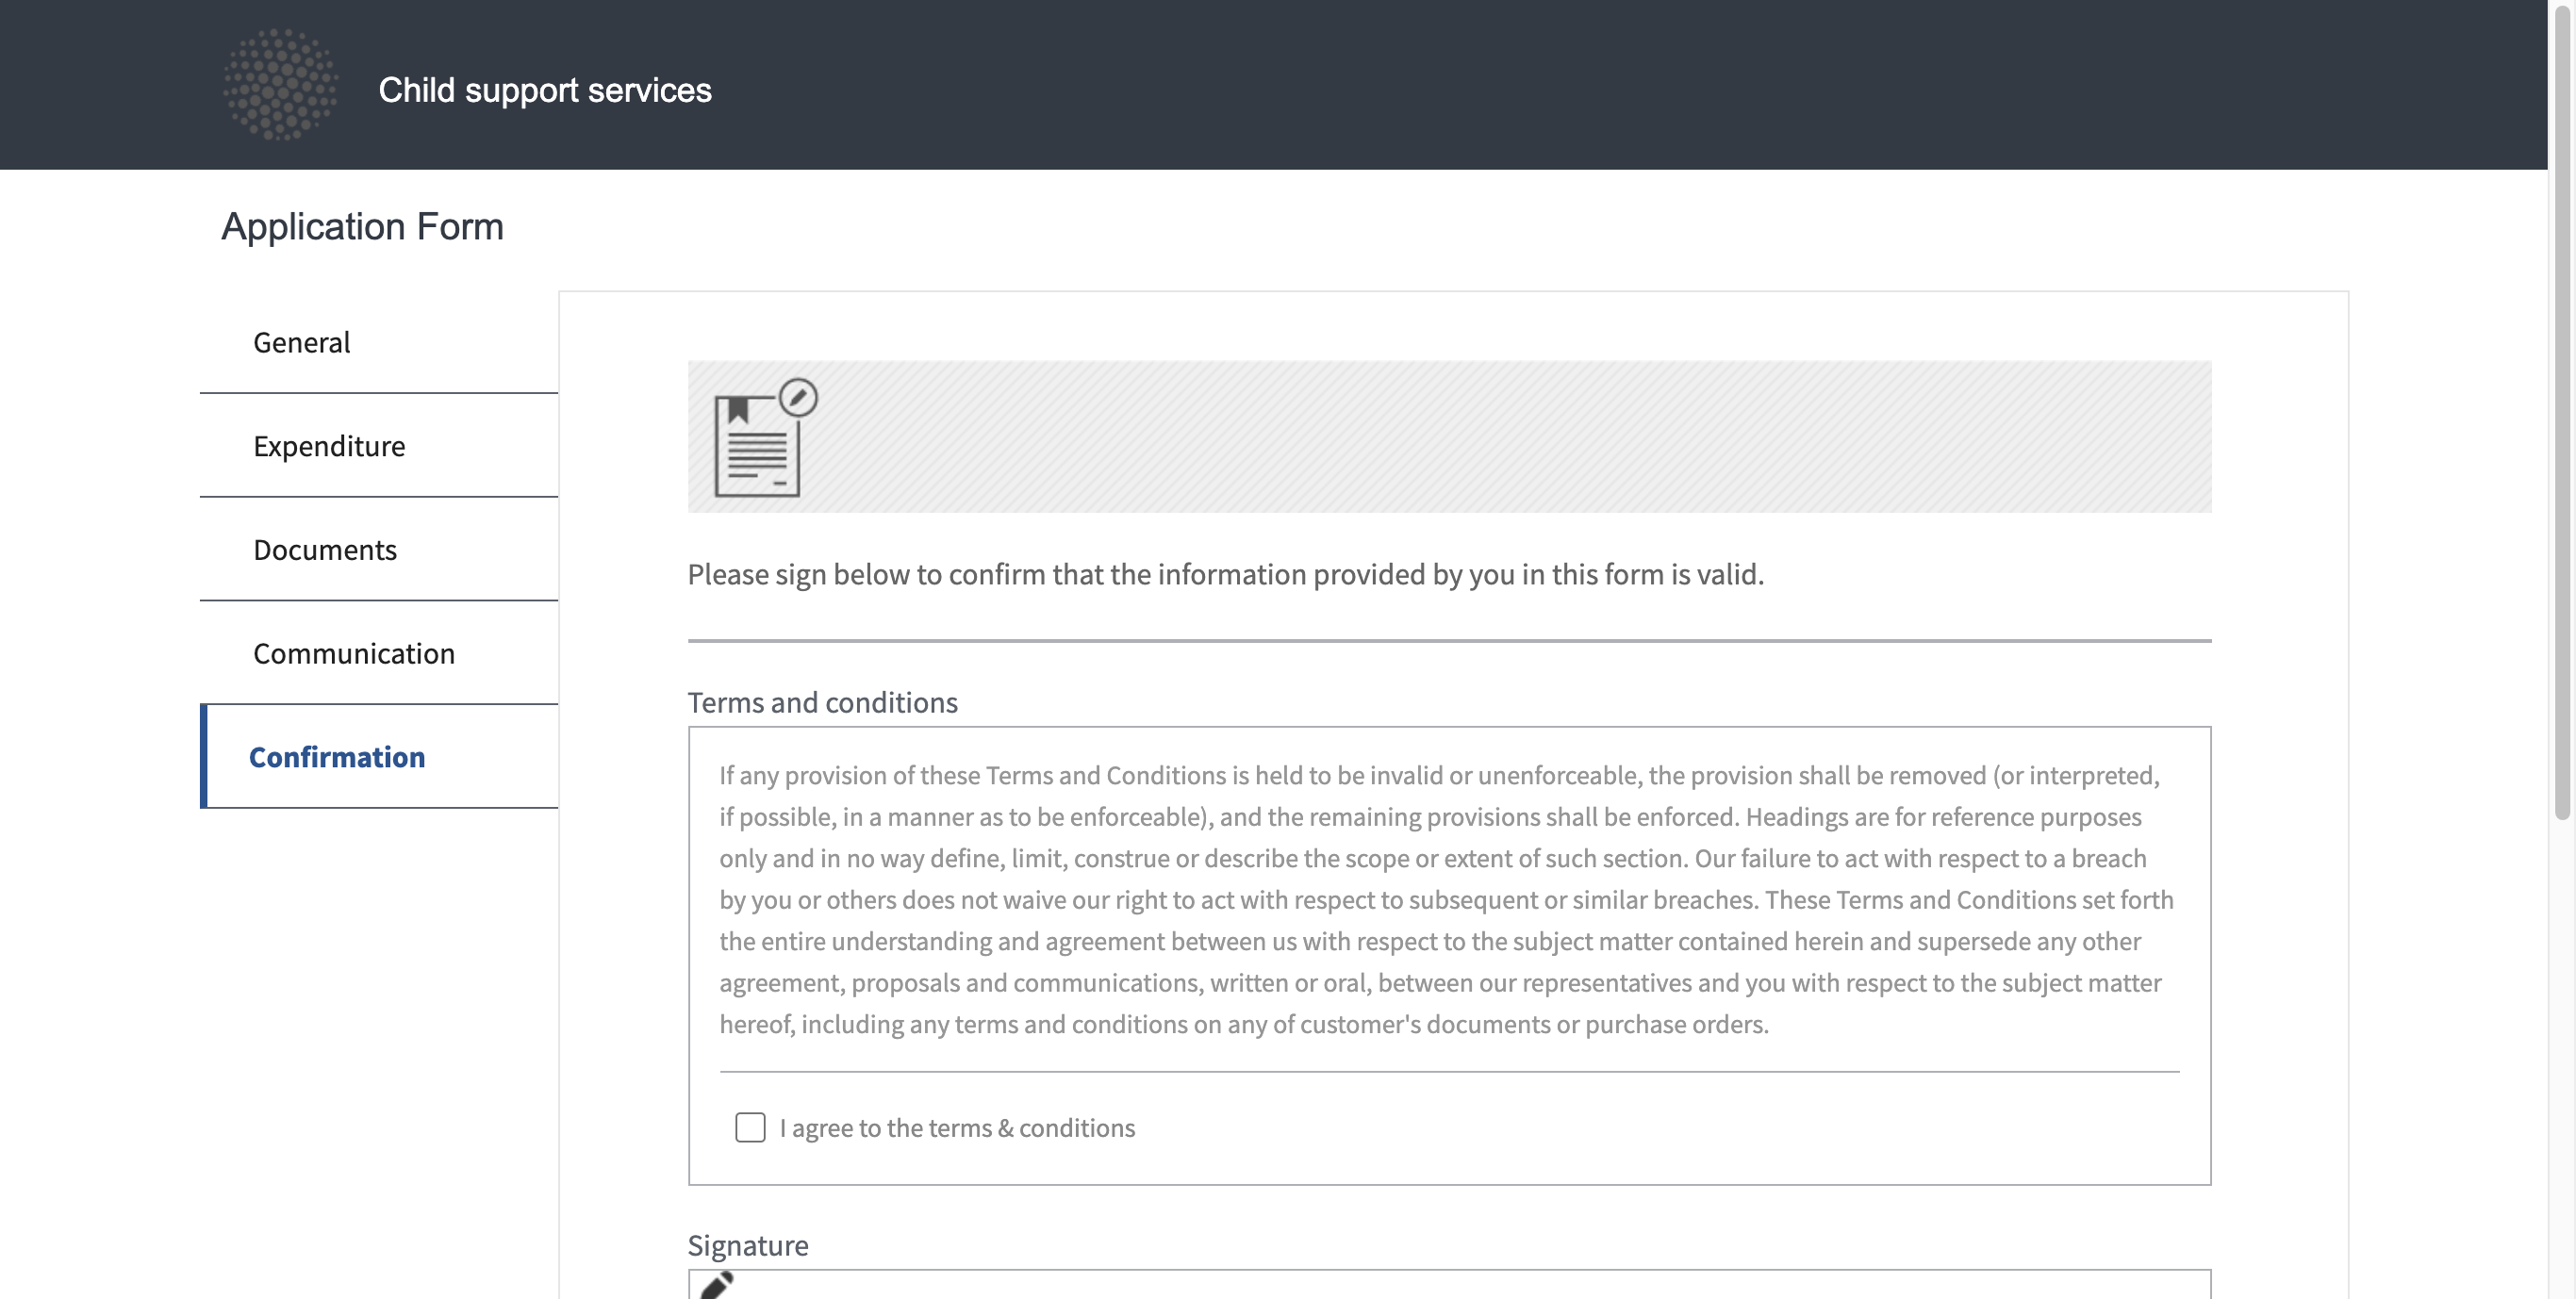 Child support services
Application Form
General
Expenditure
Documents
Communication
Confirmation
Please sign below to confirm that the information provided by you in this form is valid.
Terms and conditions
If any provision of these Terms and Conditions is held to be invalid or unenforceable, the provision shall be removed (or interpreted,
if possible, in a manner as to be enforceable), and the remaining provisions shall be enforced. Headings are for reference purposes
only and in no way define, limit, construe or describe the scope or extent of such section. Our failure to act with respect to a breach
by you or others does not waive our right to act with respect to subsequent or similar breaches. These Terms and Conditions set forth
the entire understanding and agreement between us with respect to the subject matter contained herein and supersede any other
agreement, proposals and communications, written or oral, between our representatives and you with respect to the subject matter
hereof, including any terms and conditions on any of customer's documents or purchase orders.
I agree to the terms & conditions
Signature